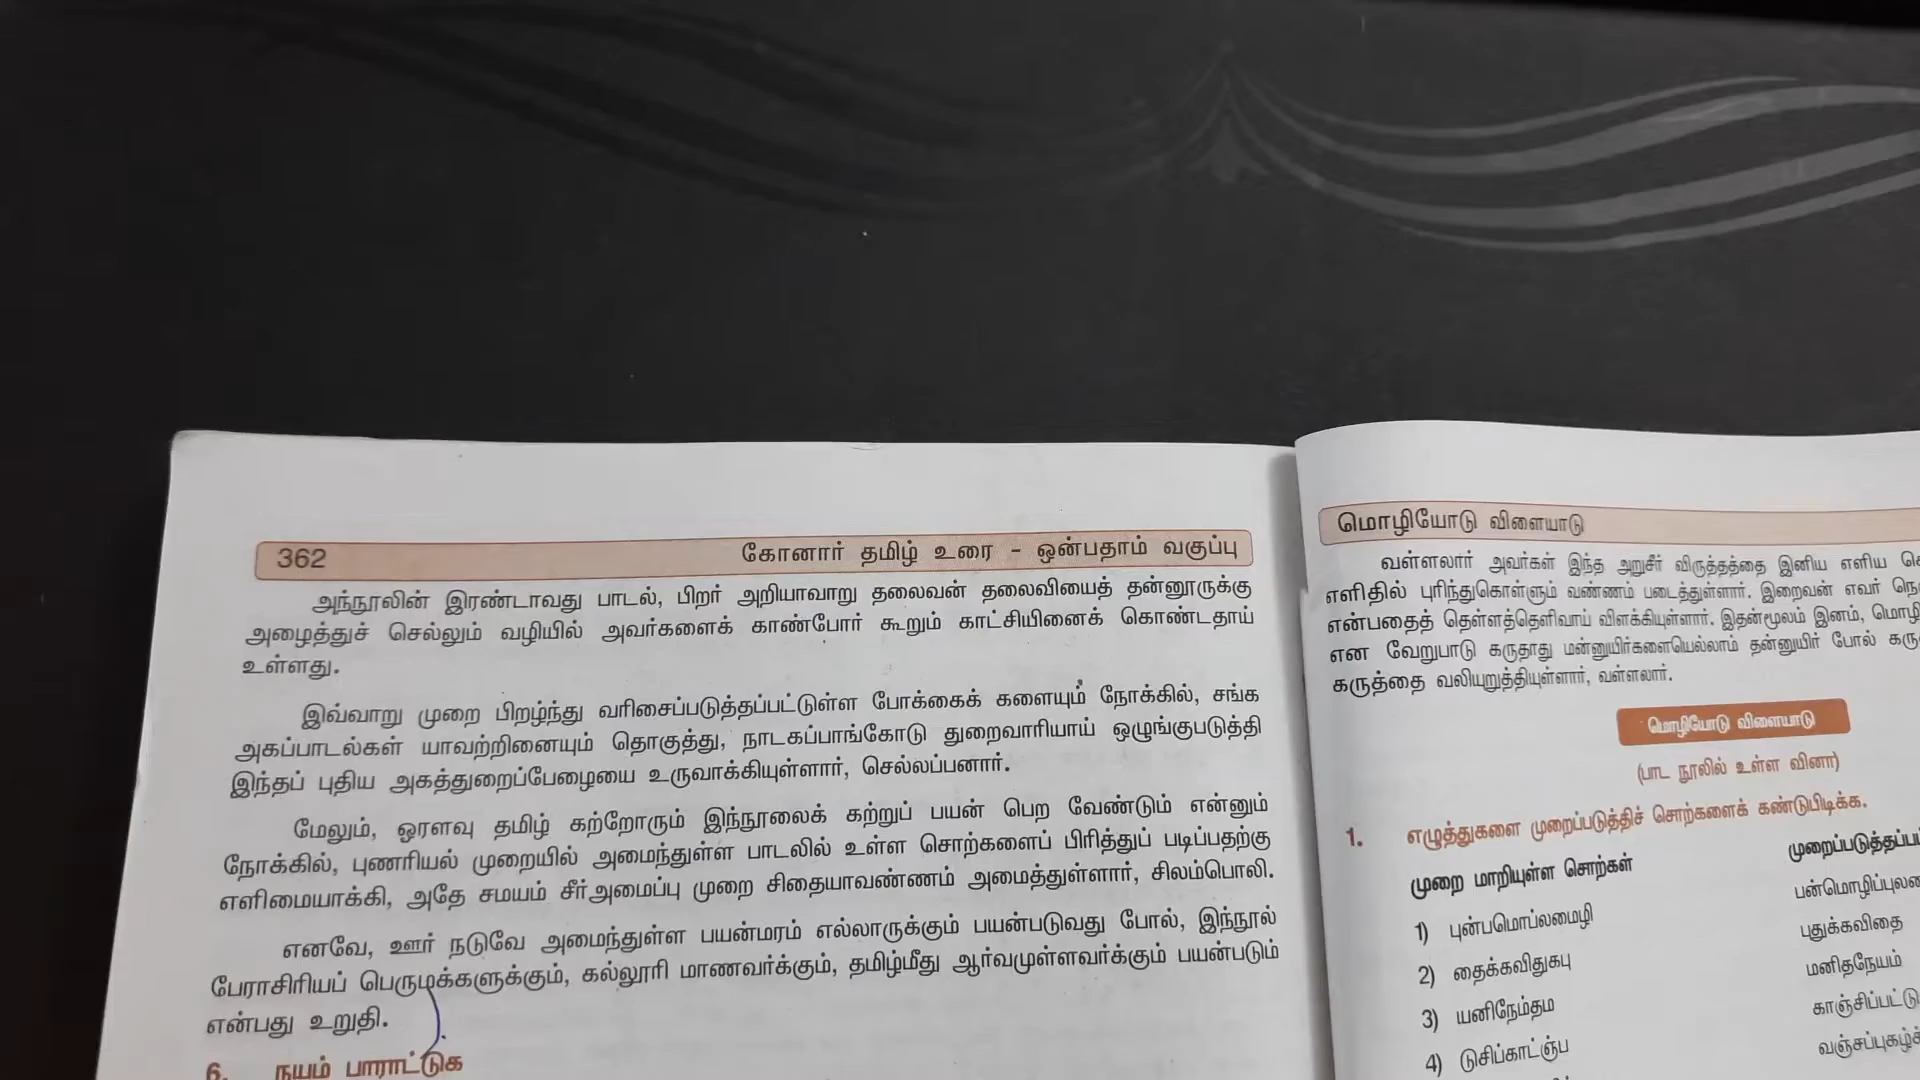 362
கோனார் தமிழ் உரை - ஒன்பதாம் வகுப்பு
அந்நூலின் இரண்டாவது பாடல், பிறர் அறியாவாறு தலைவன் தலைவியைத் தன்னூருக்கு
அழைத்துச் செல்லும் வழியில் அவர்களைக் காண்போர் கூறும் காட்சியினைக் கொண்டதாய்
உள்ளது.
இவ்வாறு முறை பிறழ்ந்து வரிசைப்படுத்தப்பட்டுள்ள போக்கைக் களையும் நோக்கில், சங்க
அகப்பாடல்கள் யாவற்றினையும் தொகுத்து, நாடகப்பாங்கோடு துறைவாரியாய் ஒழுங்குபடுத்தி
இந்தப் புதிய அகத்துறைப்பேழையை உருவாக்கியுள்ளார், செல்லப்பனார்.
மேலும், ஓரளவு தமிழ் கற்றோரும் இந்நூலைக் கற்றுப் பயன் பெற வேண்டும் என்னும்
நோக்கில், புணரியல் முறையில் அமைந்துள்ள பாடலில் உள்ள சொற்களைப் பிரித்துப் படிப்பதற்கு
எளிமையாக்கி, அதே சமயம் சீர்அமைப்பு முறை சிதையாவண்ணம் அமைத்துள்ளார், சிலம்பொலி.
எனவே, ஊர் நடுவே அமைந்துள்ள பயன்மரம் எல்லாருக்கும் பயன்படுவது போல், இந்நூல்
பேராசிரியப் பெருமக்களுக்கும், கல்லூரி மாணவர்க்கும், தமிழ்மீது ஆர்வமுள்ளவர்க்கும் பயன்படும்
என்பது உறுதி.
6. நயம் பாராட்டுக
மொழியோடு விளையாடு
வள்ளலார் அவர்கள் இந்த அறுசீர் விருத்தத்தை இனிய எளிய
எளிதில் புரிந்துகொள்ளும் வண்ணம் படைத்துள்ளார். இறைவன் எவர்
என்பதைத் தெள்ளத்தெளிவாய் விளக்கியுள்ளார். இதன்மூலம் இனம்,
என வேறுபாடு கருதாது மன்னுயிர்களையெல்லாம் தன்னுயிர் போல்
கருத்தை வலியுறுத்தியுள்ளார், வள்ளலார்.
மொழியோடு விளையாடு
(பாட நூலில் உள்ள வினா)
1. எழுத்துகளை முறைப்படுத்திச் சொற்களைக் கண்டுபிடிக்க.
முறை மாறியுள்ள சொற்கள்
1) புன்பமொப்லமைழி
2) தைக்கவிதுகபு புதுக்கவிதை
3) யனிநேம்தம மனிதநேயம்
4) டுசிப்காட்ஞ்ப காஞ்சிப்பட்டு